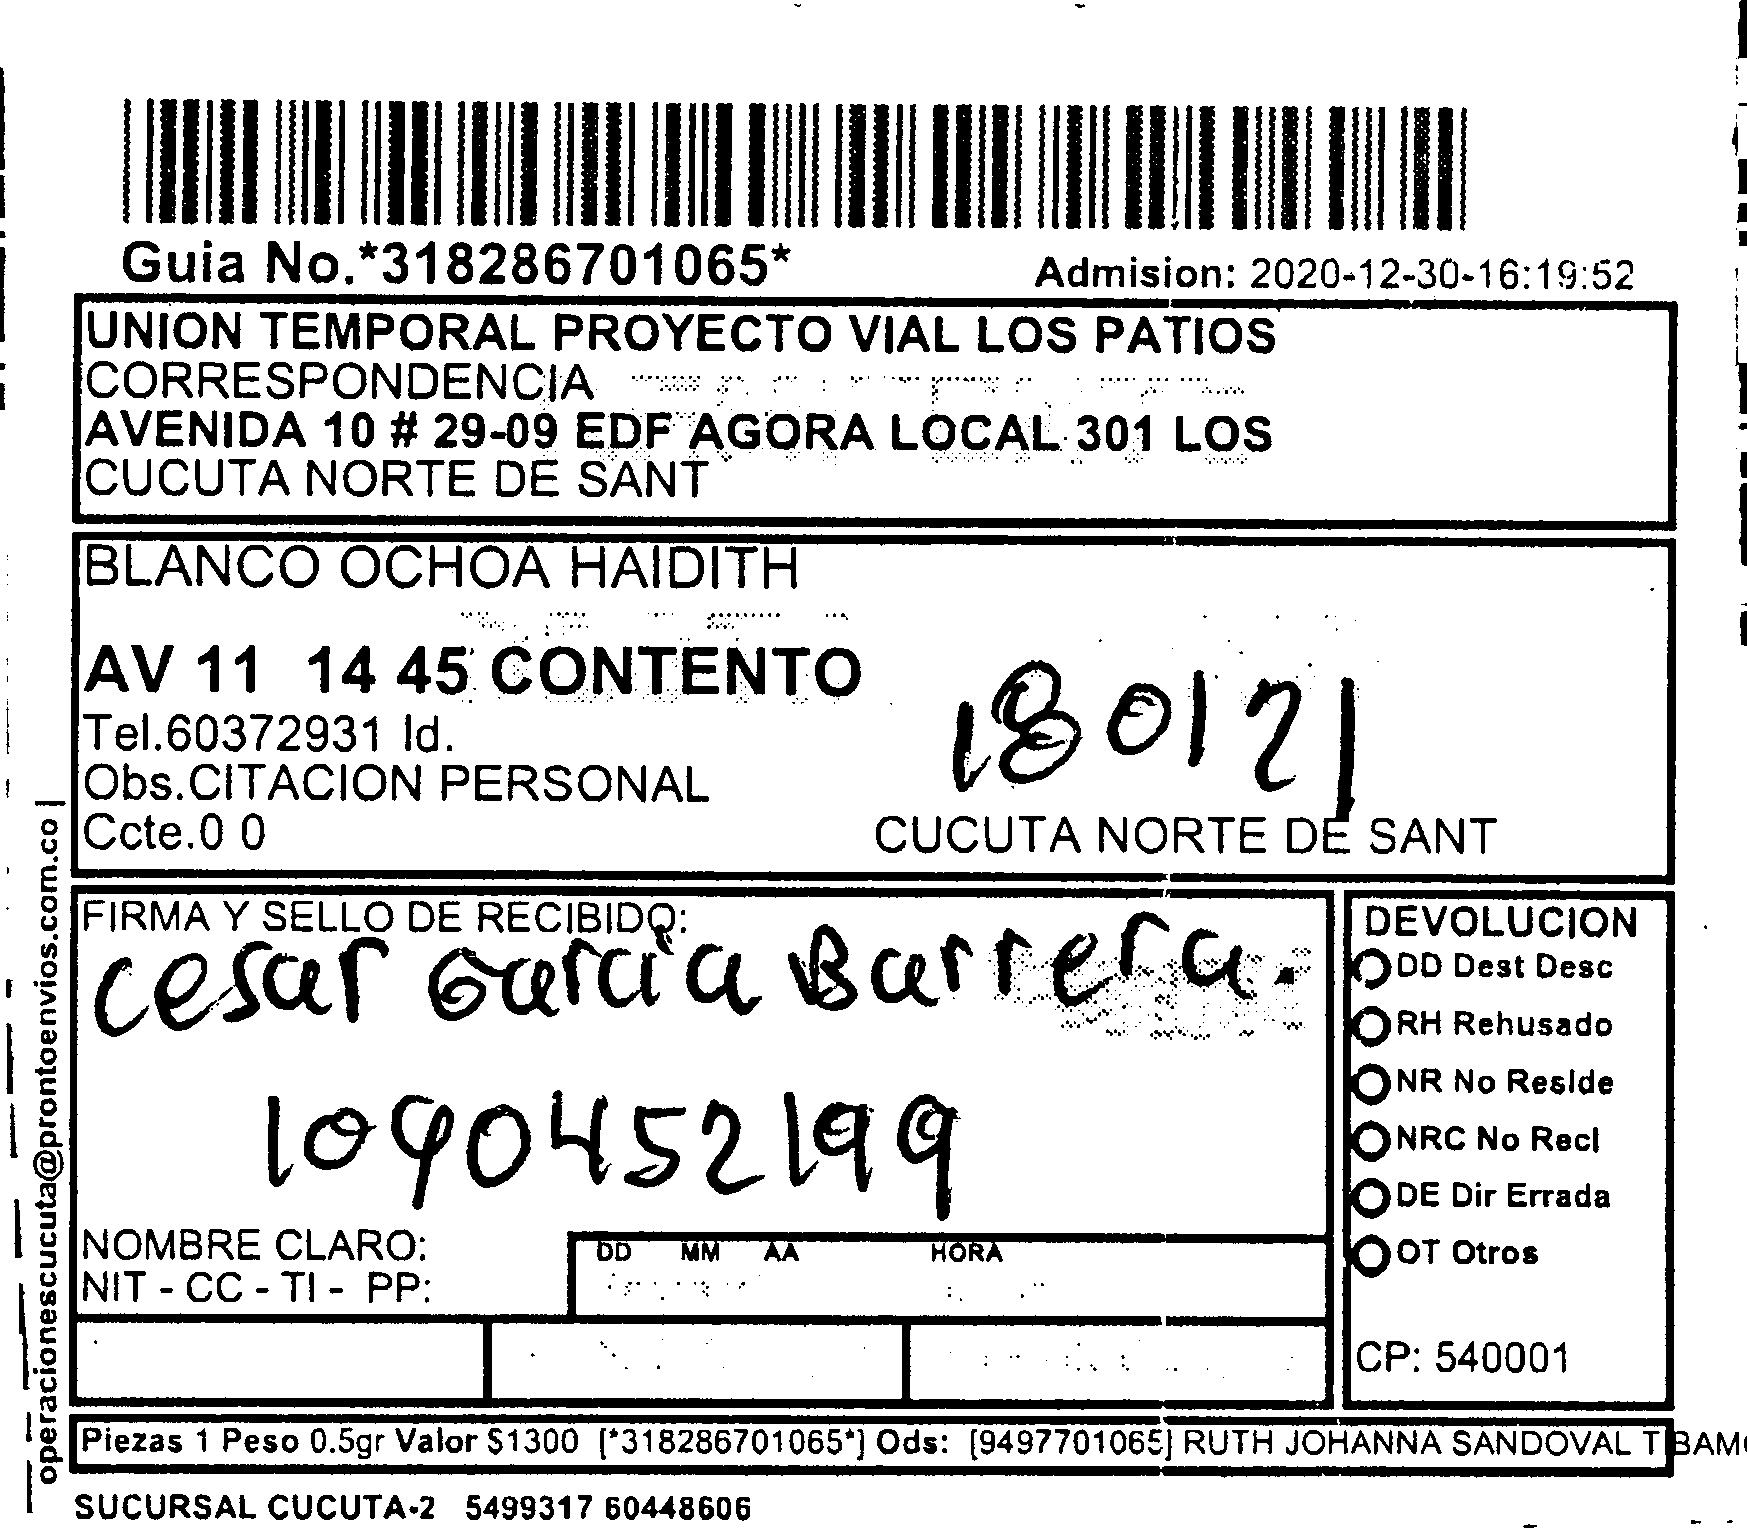 Guia No.*318286701065*
Admision: 2020-12-30-16:19:52
UNION TEMPORAL PROYECTO VIAL LOS PATIOS
CORRESPONDENCIA
AVENIDA 10 # 29-09 EDF AGORA LOCAL 301 LOS
CUCUTA NORTE DE SANT
BLANCO OCHOA HAIDITH
AV 11 14 45 CONTENTO
Tel.60372931 Id.
Obs.CITACION PERSONAL
Ccte.0 0
180121
CUCUTA NORTE DE SANT
FIRMA Y SELLO DE RECIBIDO:
Cesar Garcia Barrera.
1090452199
NOMBRE CLARO:
NIT - CC - TI - PP:
DD MM AA HORA
DEVOLUCION
DD Dest Desc
RH Rehusado
NR No Reside
NRC No Recl
DE Dir Errada
OT Otros
CP: 540001
Piezas 1 Peso 0.5gr Valor $1300 [*318286701065*] Ods: [9497701065] RUTH JOHANNA SANDOVAL TIBAM
SUCURSAL CUCUTA-2 5499317 60448606
operacionescucuta@prontoenvios.com.co |